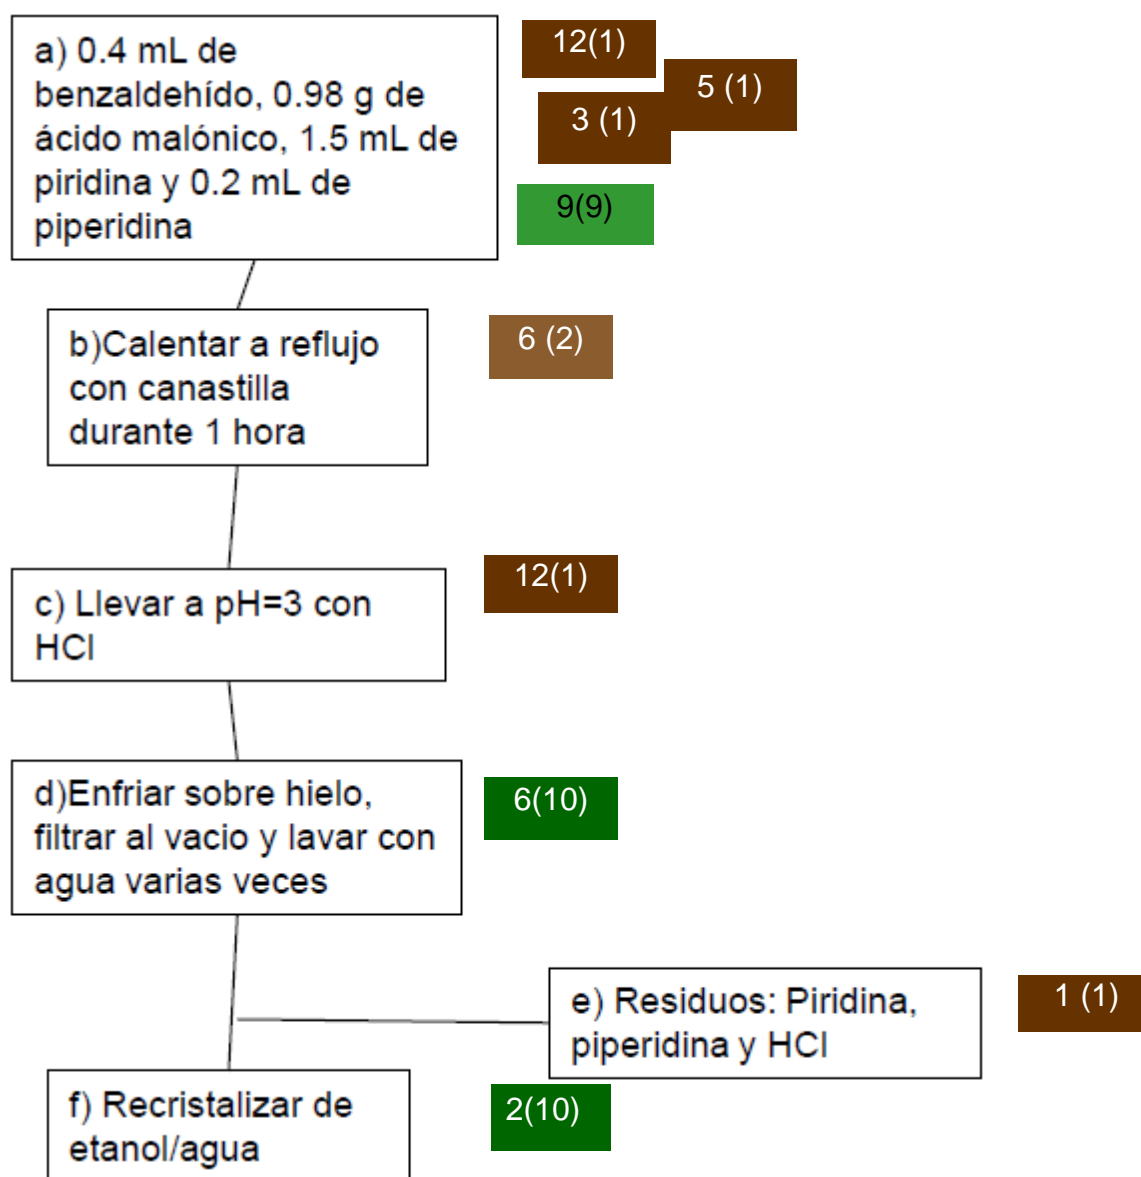 a) 0.4 mL de
benzaldehído, 0.98 g de
ácido malónico, 1.5 mL de
piridina y 0.2 mL de
piperidina
12(1)
5 (1)
3 (1)
9(9)
b)Calentar a reflujo
con canastilla
durante 1 hora
6 (2)
c) Llevar a pH=3 con
HCl
12(1)
d)Enfriar sobre hielo,
filtrar al vacio y lavar con
agua varias veces
6(10)
e) Residuos: Piridina,
piperidina y HCl
1 (1)
f) Recristalizar de
etanol/agua
2(10)